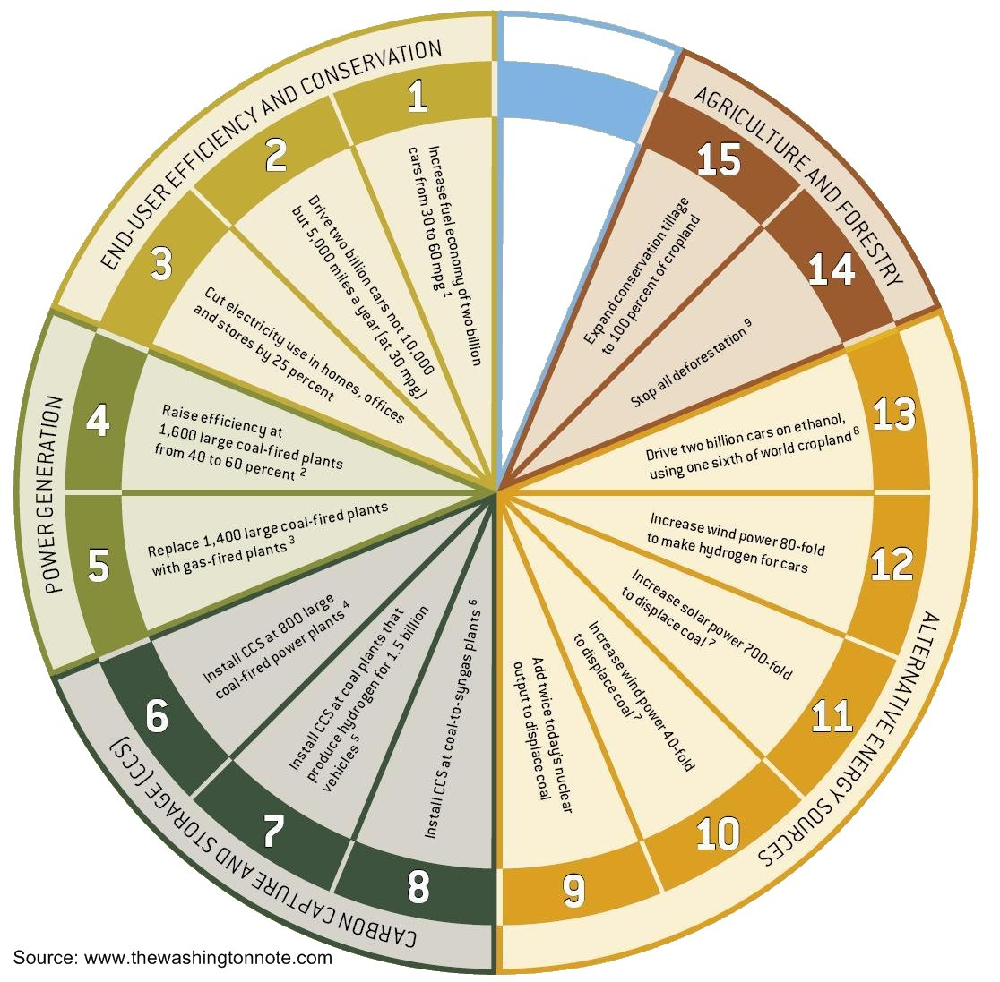 END-USER EFFICIENCY AND CONSERVATION
1
Increase fuel economy of two billion
cars from 30 to 60 mpg 1
2
Drive two billion cars not 10,000
but 5,000 miles a year (at 30 mpg)
3
Cut electricity use in homes, offices
and stores by 25 percent
POWER GENERATION
4
Raise efficiency at
1,600 large coal-fired plants
from 40 to 60 percent 2
5
Replace 1,400 large coal-fired plants
with gas-fired plants 3
CARBON CAPTURE AND STORAGE (CCS)
6
Install CCS at 800 large
coal-fired power plants 4
7
Install CCS at coal plants that
produce hydrogen for 1.5 billion
vehicles 5
8
Install CCS at coal-to-syngas plants 6
ALTERNATIVE ENERGY SOURCES
9
Add twice today's nuclear
output to displace coal
10
Increase wind power 40-fold
to displace coal 7
11
Increase solar power 700-fold
to displace coal 7
12
Increase wind power 80-fold
to make hydrogen for cars
13
Drive two billion cars on ethanol,
using one sixth of world cropland 8
AGRICULTURE AND FORESTRY
14
Stop all deforestation 9
15
Expand conservation tillage
to 100 percent of cropland
Source: www.thewashingtonnote.com